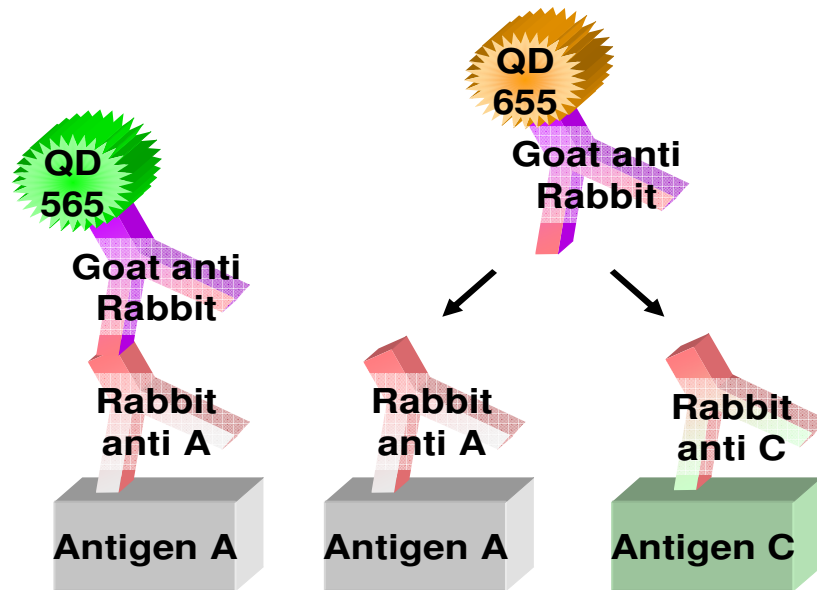 QD
655
Goat anti
Rabbit
QD
565
Goat anti
Rabbit
Rabbit
anti A
Rabbit
anti A
Rabbit
anti C
Antigen A
Antigen A
Antigen C